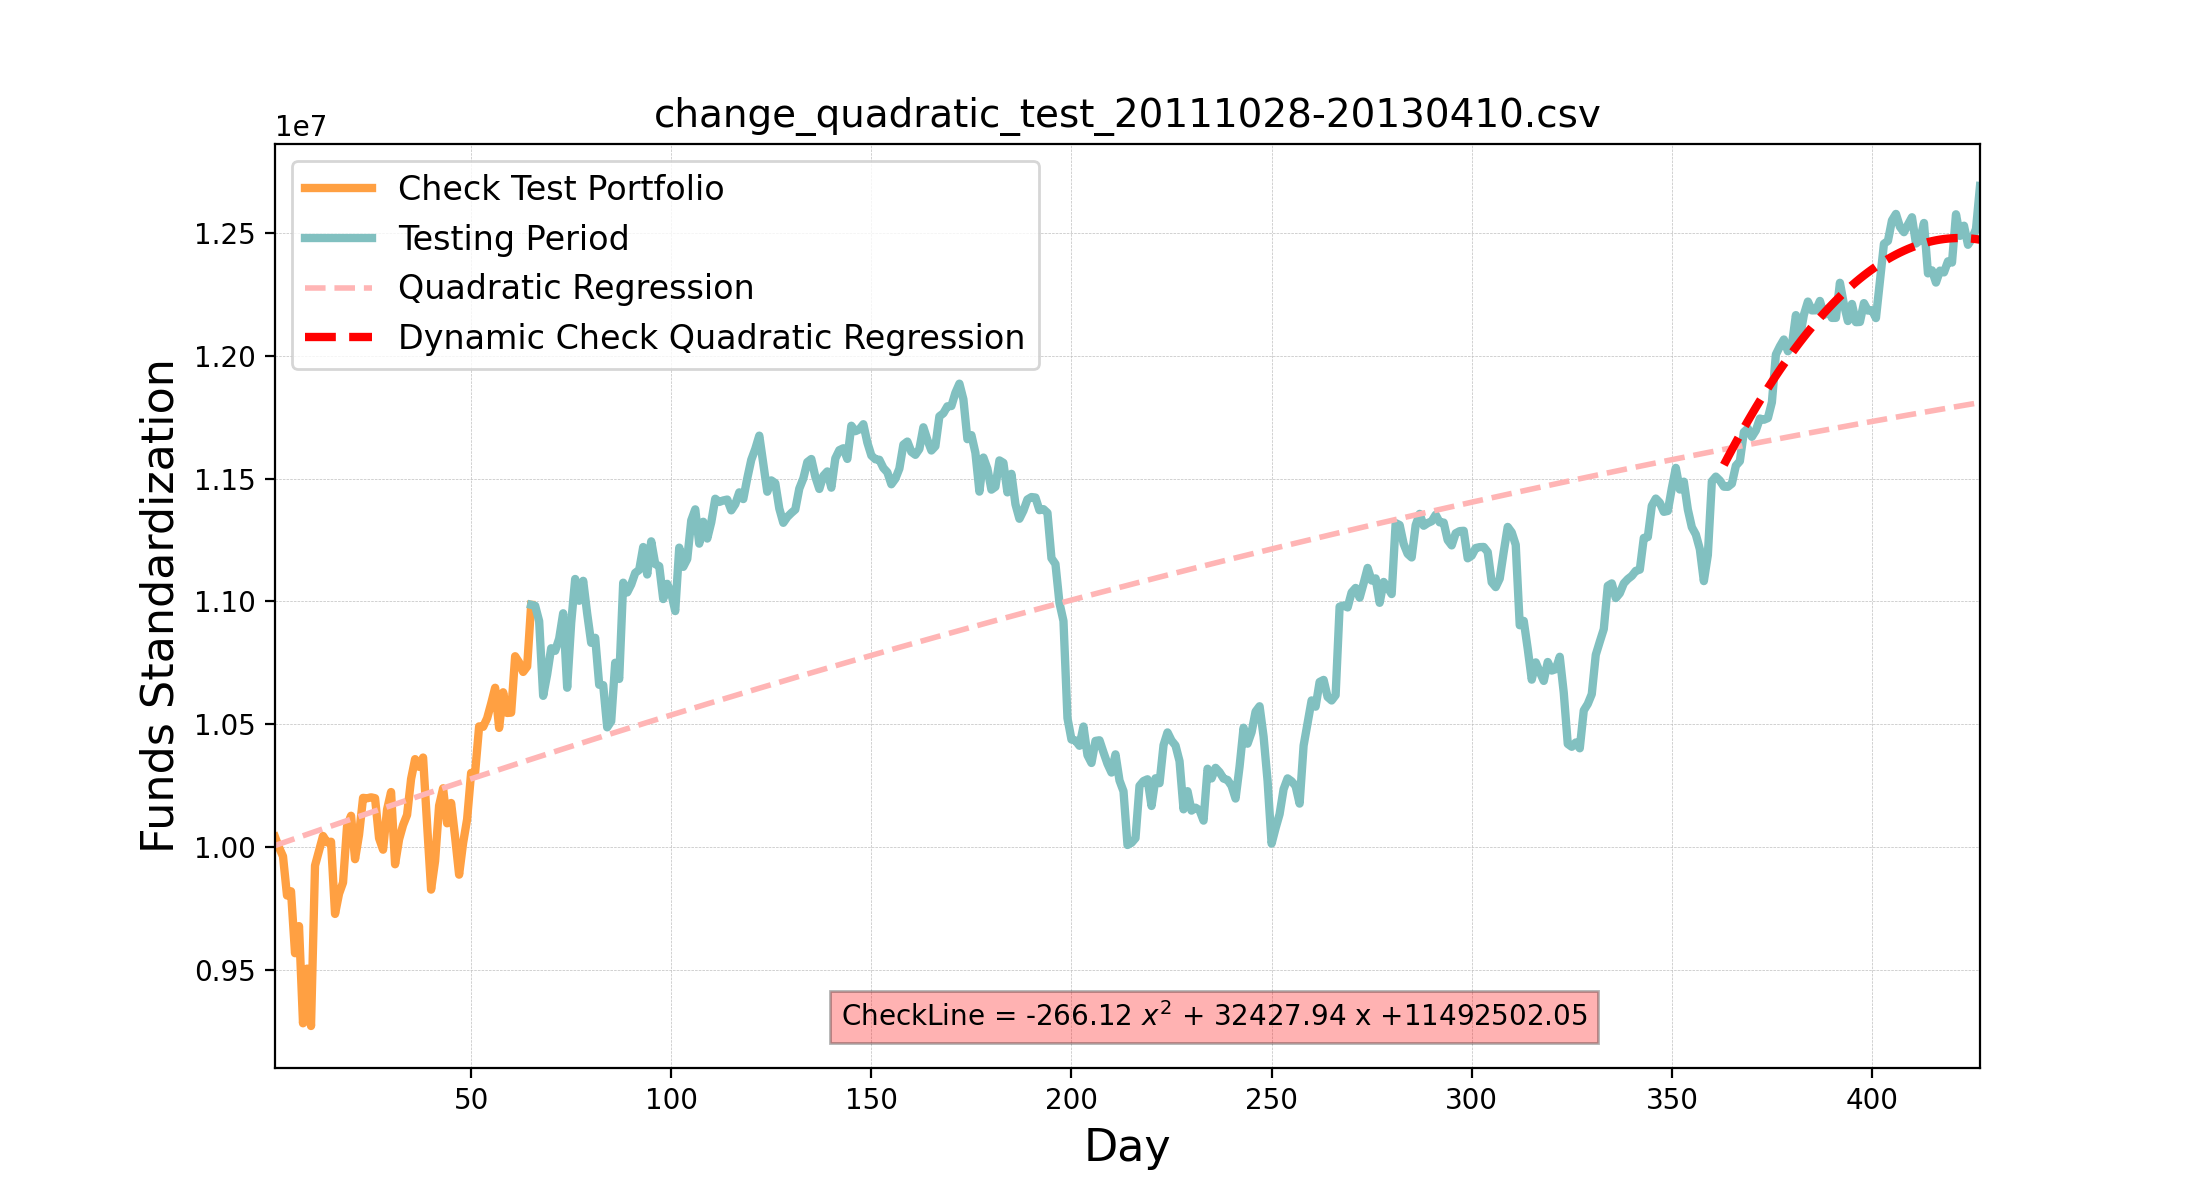 change_quadratic_test_20111028-20130410.csv
1e7
Check Test Portfolio
Testing Period
Quadratic Regression
Dynamic Check Quadratic Regression
1.25
1.20
1.15
1.10
1.05
1.00
0.95
Funds Standardization
CheckLine = -266.12 x² + 32427.94 x +11492502.05
50 100 150 200 250 300 350 400
Day